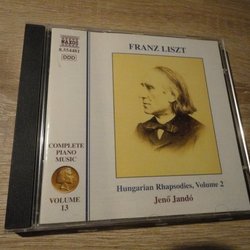 NAXOS
8.554481
DDD
FRANZ LISZT
COMPLETE
PIANO
MUSIC
VOLUME
13
Hungarian Rhapsodies, Volume 2
Jenő Jandó